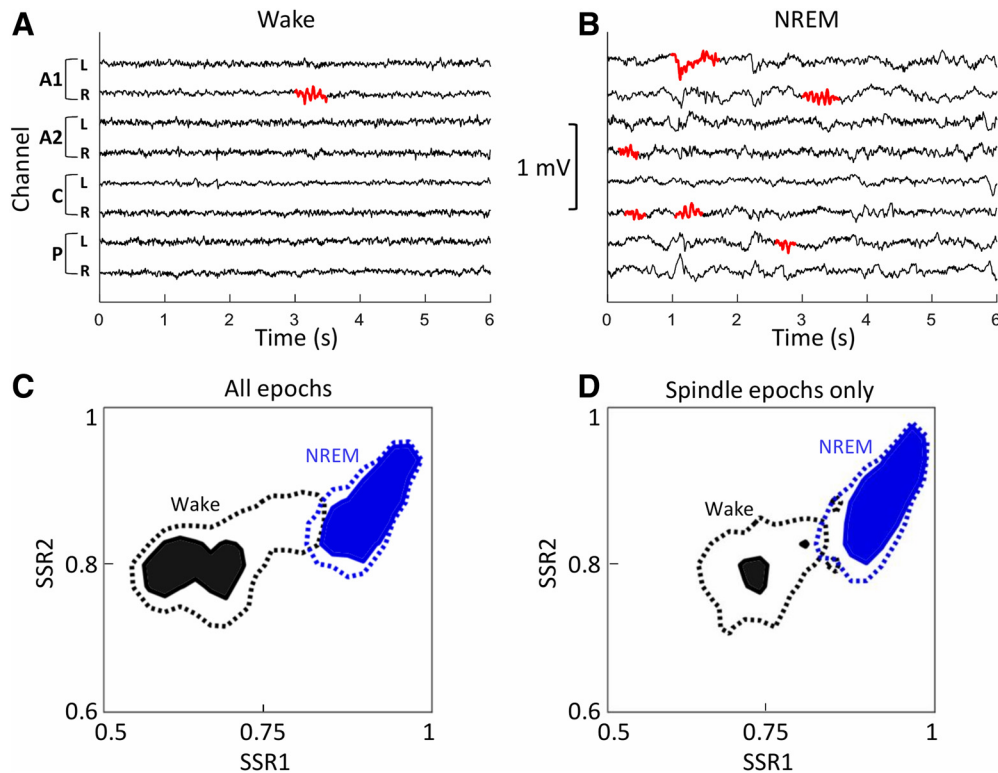 A
Wake
A1
L
R
A2
L
R
C
L
R
P
L
R
Channel
0 1 2 3 4 5 6
Time (s)
B
NREM
1 mV
0 1 2 3 4 5 6
Time (s)
C
All epochs
1
0.8
0.6
SSR2
NREM
Wake
0.5 0.75 1
SSR1
D
Spindle epochs only
1
0.8
0.6
SSR2
NREM
Wake
0.5 0.75 1
SSR1